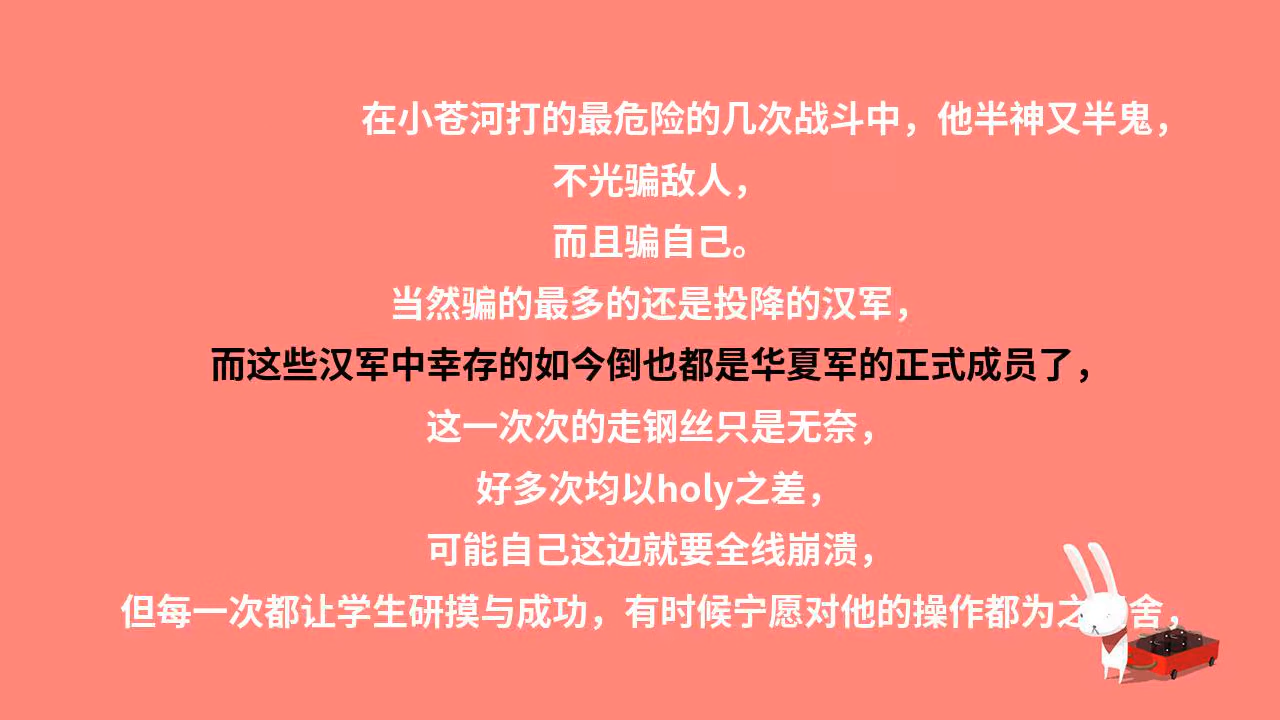 在小苍河打的最危险的几次战斗中，他半神又半鬼，
不光骗敌人，
而且骗自己。
当然骗的最多的还是投降的汉军，
而这些汉军中幸存的如今倒也都是华夏军的正式成员了，
这一次次的走钢丝只是无奈，
好多次均以holy之差，
可能自己这边就要全线崩溃，
但每一次都让学生研摸与成功，有时候宁愿对他的操作都为之舍，